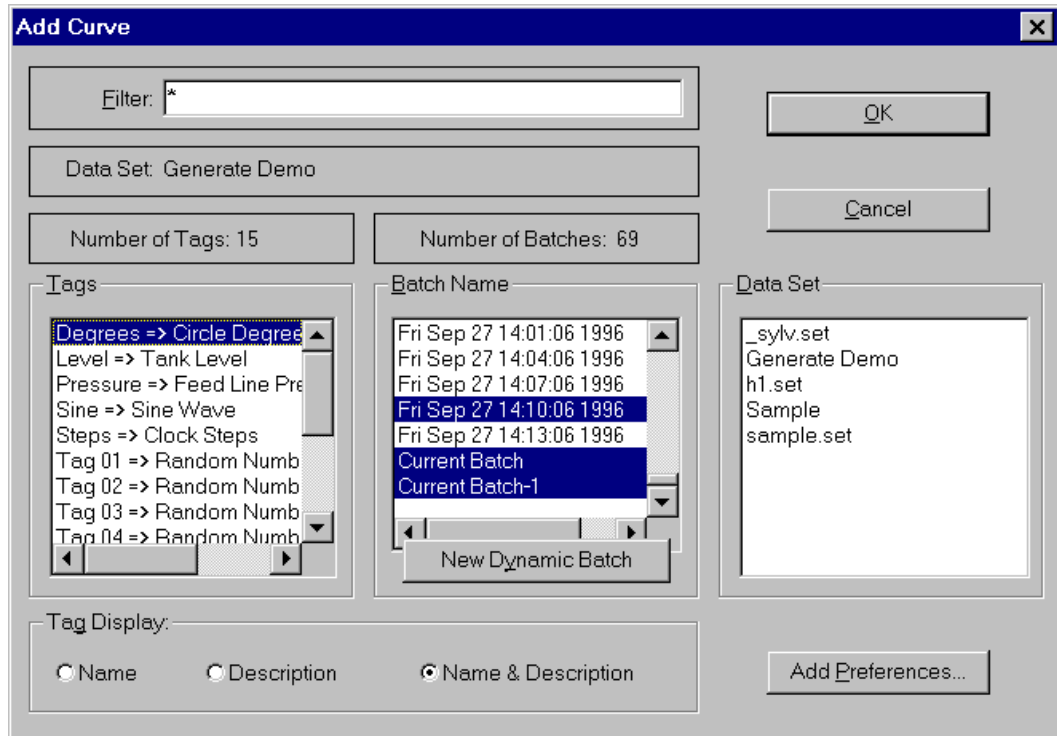 Add Curve
Filter: *
OK
Data Set: Generate Demo
Cancel
Number of Tags: 15
Number of Batches: 69
Tags
Degrees => Circle Degree
Level => Tank Level
Pressure => Feed Line Pre
Sine => Sine Wave
Steps => Clock Steps
Tag 01 => Random Numb
Tag 02 => Random Numb
Tag 03 => Random Numb
Tag 04 => Random Numb
Batch Name
Fri Sep 27 14:01:06 1996
Fri Sep 27 14:04:06 1996
Fri Sep 27 14:07:06 1996
Fri Sep 27 14:10:06 1996
Fri Sep 27 14:13:06 1996
Current Batch
Current Batch-1
New Dynamic Batch
Data Set
_sylv.set
Generate Demo
h1.set
Sample
sample.set
Tag Display:
Name
Description
Name & Description
Add Preferences...